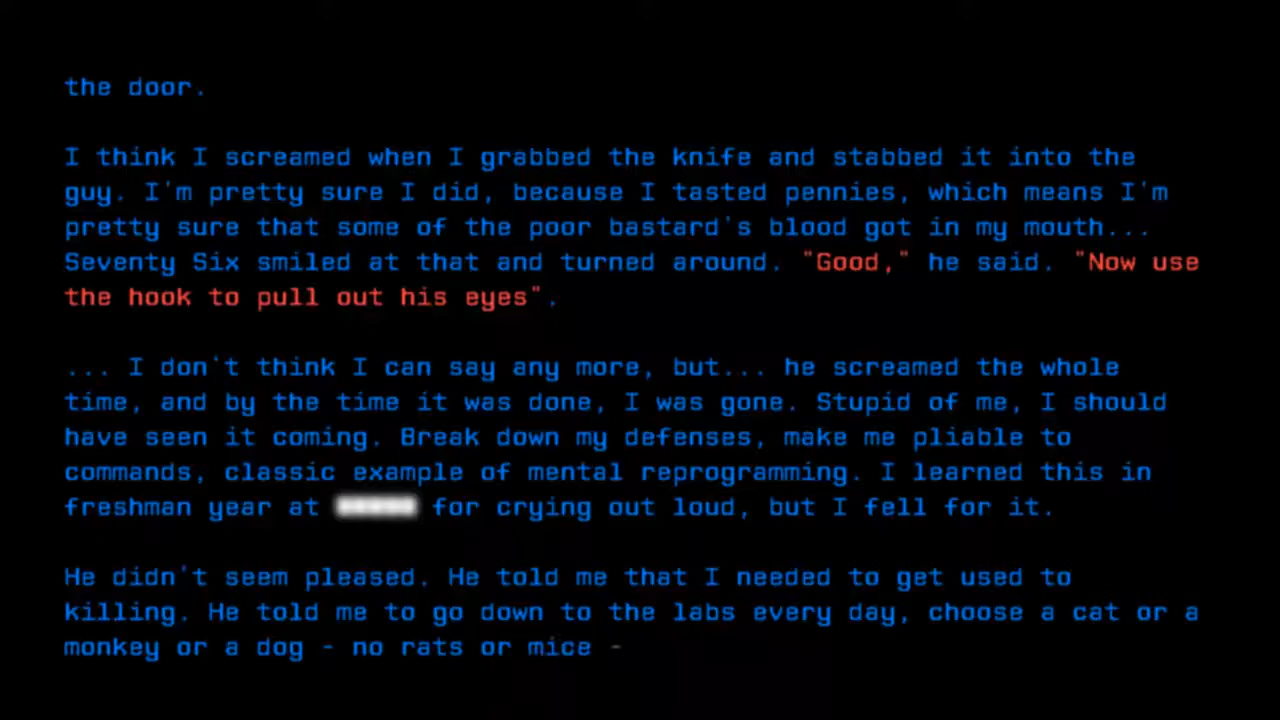 the door.
I think I screamed when I grabbed the knife and stabbed it into the
guy. I'm pretty sure I did, because I tasted pennies, which means I'm
pretty sure that some of the poor bastard's blood got in my mouth...
Seventy Six smiled at that and turned around. "Good," he said. "Now use
the hook to pull out his eyes".
... I don't think I can say any more, but... he screamed the whole
time, and by the time it was done, I was gone. Stupid of me, I should
have seen it coming. Break down my defenses, make me pliable to
commands, classic example of mental reprogramming. I learned this in
freshman year at █████ for crying out loud, but I fell for it.
He didn't seem pleased. He told me that I needed to get used to
killing. He told me to go down to the labs every day, choose a cat or a
monkey or a dog - no rats or mice -